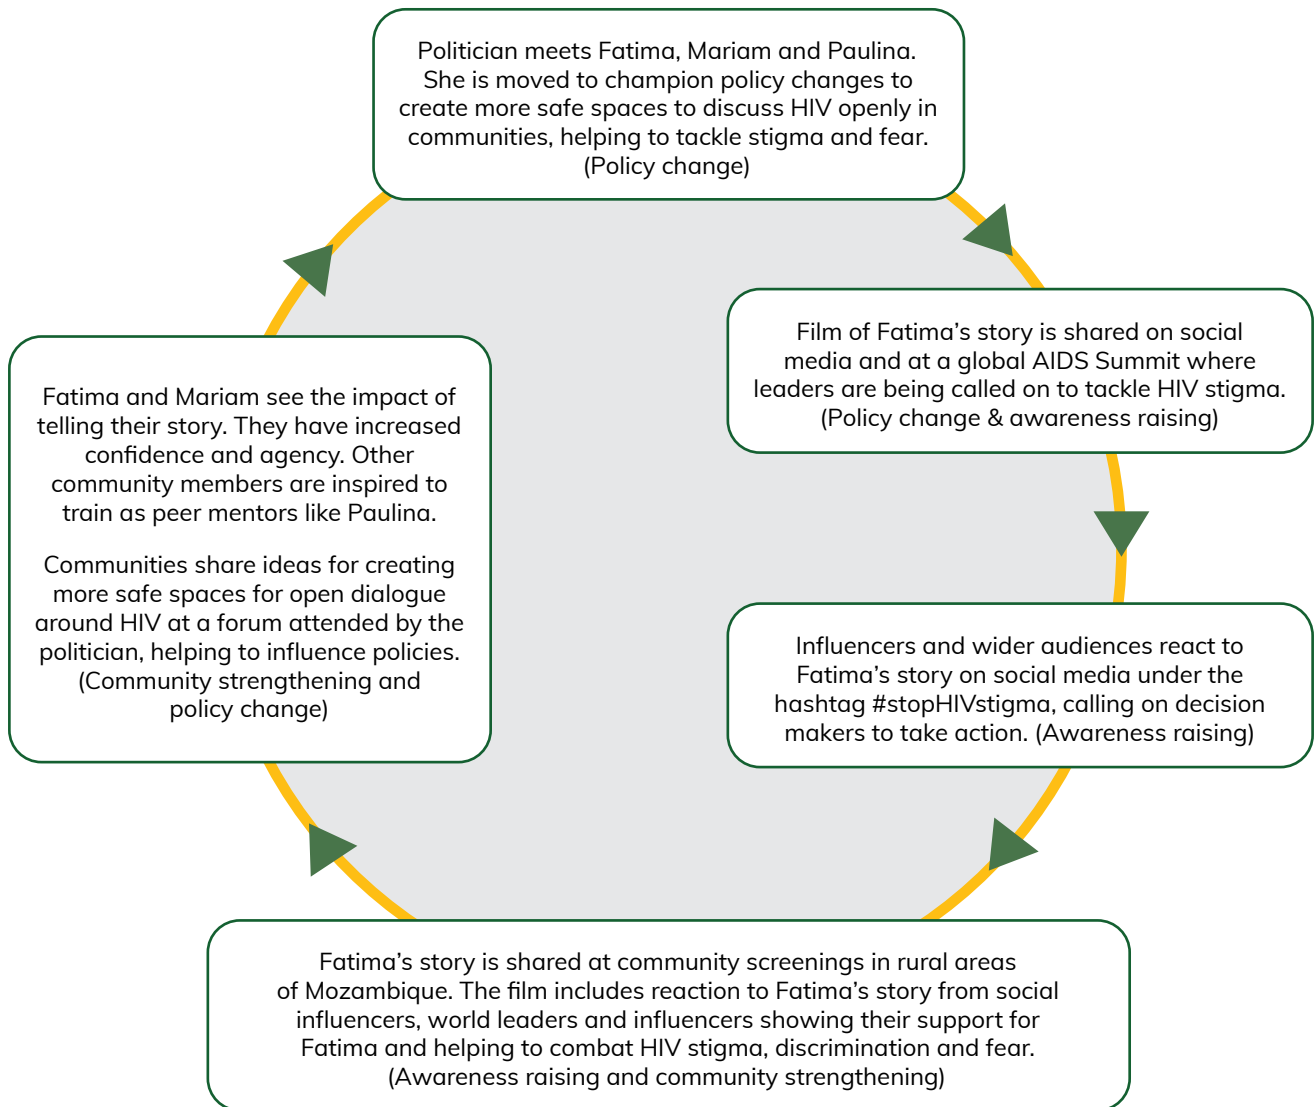 Politician meets Fatima, Mariam and Paulina.
She is moved to champion policy changes to
create more safe spaces to discuss HIV openly in
communities, helping to tackle stigma and fear.
(Policy change)
Film of Fatima’s story is shared on social
media and at a global AIDS Summit where
leaders are being called on to tackle HIV stigma.
(Policy change & awareness raising)
Influencers and wider audiences react to
Fatima’s story on social media under the
hashtag #stopHIVstigma, calling on decision
makers to take action. (Awareness raising)
Fatima’s story is shared at community screenings in rural areas
of Mozambique. The film includes reaction to Fatima’s story from social
influencers, world leaders and influencers showing their support for
Fatima and helping to combat HIV stigma, discrimination and fear.
(Awareness raising and community strengthening)
Fatima and Mariam see the impact of
telling their story. They have increased
confidence and agency. Other
community members are inspired to
train as peer mentors like Paulina.
Communities share ideas for creating
more safe spaces for open dialogue
around HIV at a forum attended by the
politician, helping to influence policies.
(Community strengthening and
policy change)